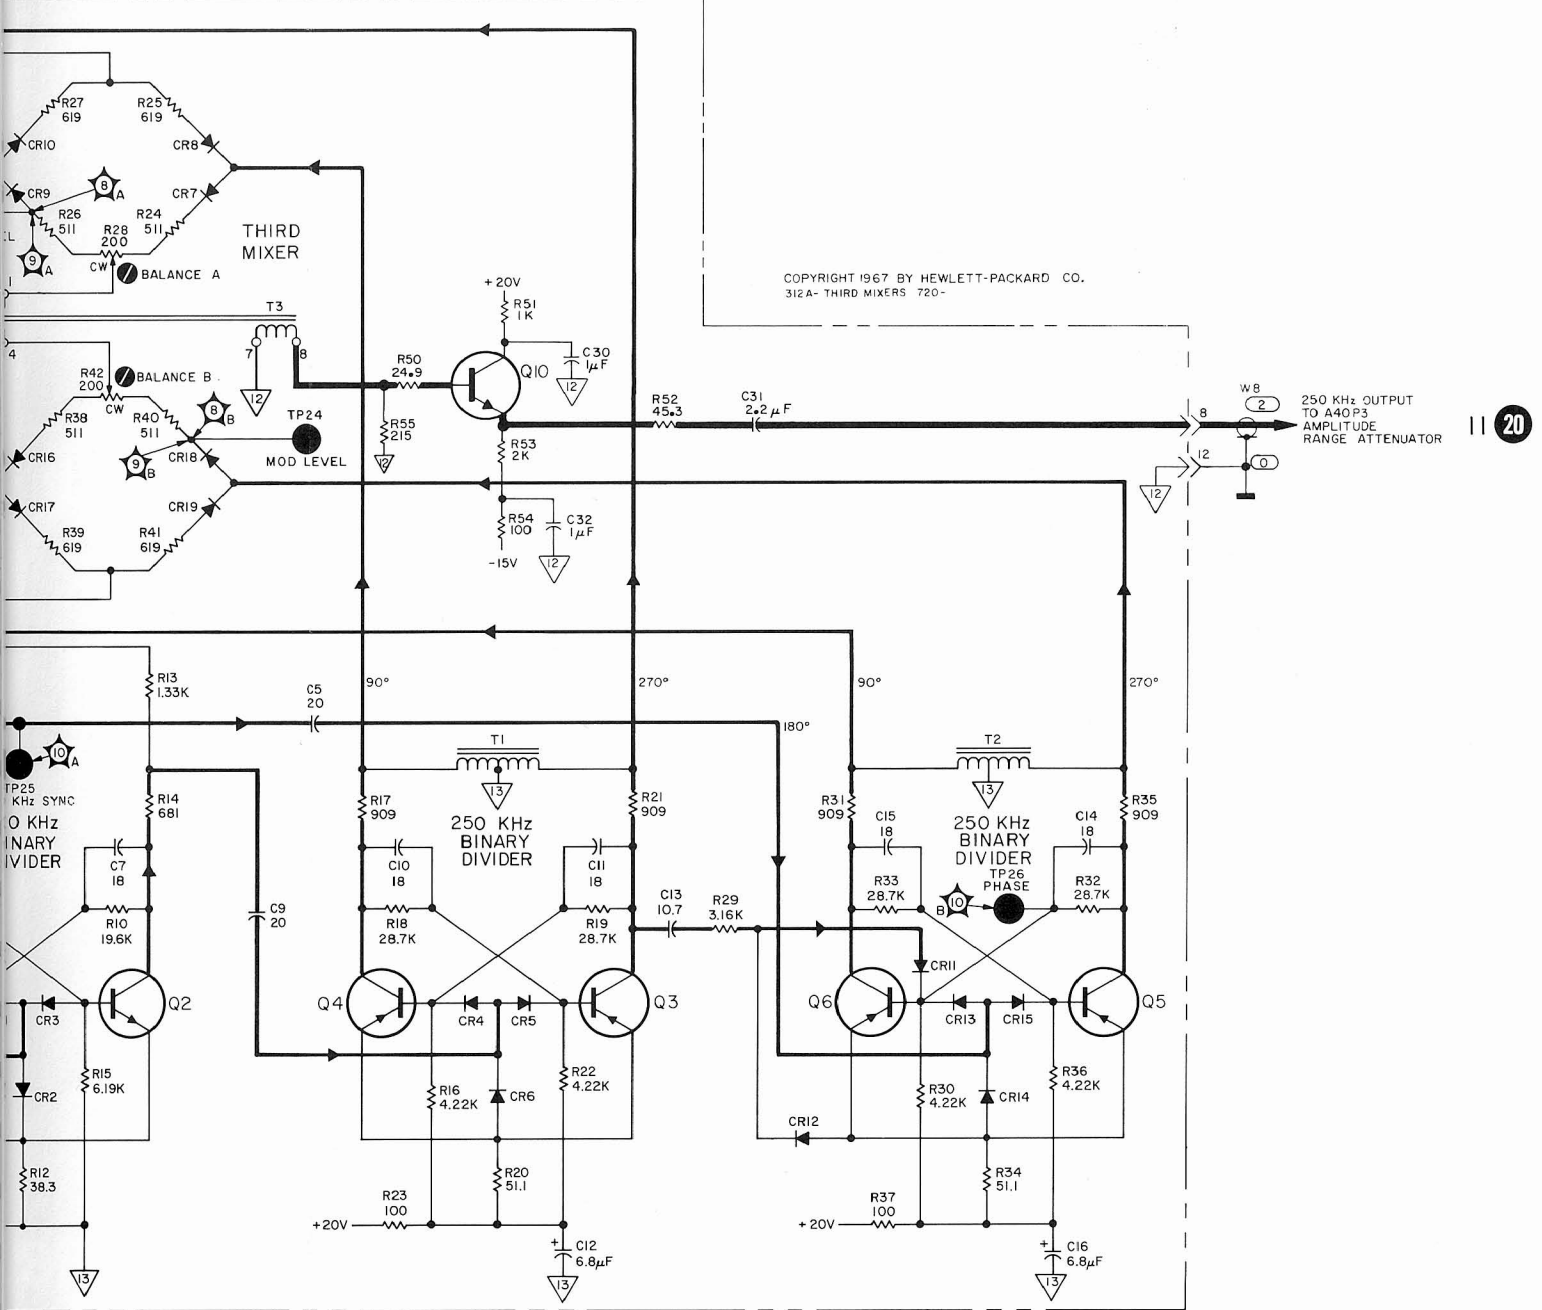 R27
619
R25
619
CR10
CR8
CR9
8
A
CR7
R26
511
R28
200
R24
511
9
A
CW
BALANCE A
THIRD
MIXER
COPYRIGHT 1967 BY HEWLETT-PACKARD CO.
312A- THIRD MIXERS 720-
1
4
T3
7
8
12
+20V
R51
1K
C30
1µF
12
Q10
R50
24.9
R42
200
BALANCE B
CW
R38
511
R40
511
8
B
TP24
MOD LEVEL
9
B
CR16
CR18
R55
215
12
R52
45.3
C31
2.2µF
R53
2K
8
12
12
W8
2
0
250 KHz OUTPUT
TO A40P3
AMPLITUDE
RANGE ATTENUATOR
11 20
CR17
CR19
R39
619
R41
619
R54
100
C32
1µF
-15V
12
R13
1.33K
C5
20
90°
270°
180°
90°
270°
10
A
TP25
KHz SYNC
0 KHz
INARY
IVIDER
R14
681
C7
18
R10
19.6K
C9
20
T1
13
R17
909
R21
909
250 KHz
BINARY
DIVIDER
C10
18
C11
18
R18
28.7K
R19
28.7K
C13
10.7
R29
3.16K
T2
13
R31
909
R35
909
C15
18
250 KHz
BINARY
DIVIDER
C14
18
TP26
PHASE
10
B
R33
28.7K
R32
28.7K
CR11
Q2
CR3
Q4
CR4
CR5
Q3
Q6
CR13
CR15
Q5
CR2
R15
6.19K
R16
4.22K
CR6
R22
4.22K
R30
4.22K
CR14
R36
4.22K
CR12
R12
38.3
R20
51.1
R34
51.1
R23
100
+20V
R37
100
+20V
C12
+
6.8µF
C16
+
6.8µF
13
13
13